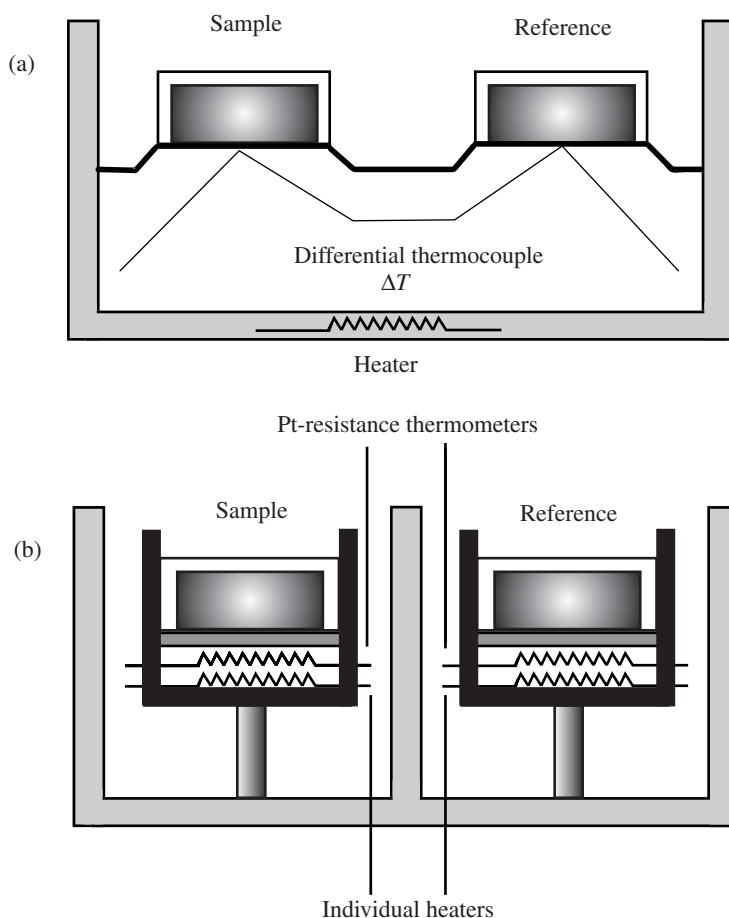 (a)
Sample
Reference
Differential thermocouple
ΔT
Heater
Pt-resistance thermometers
(b)
Sample
Reference
Individual heaters